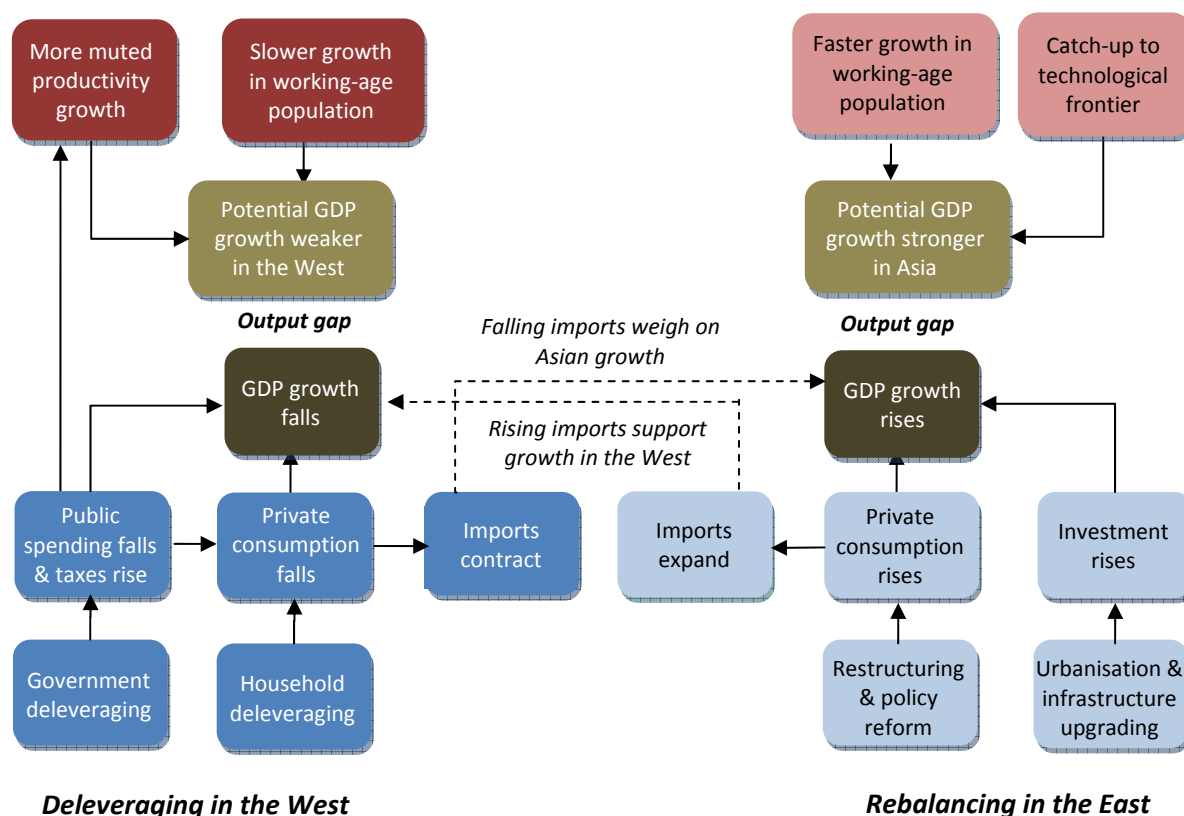 More muted
productivity
growth
Slower growth
in working-age
population
Faster growth in
working-age
population
Catch-up to
technological
frontier
Potential GDP
growth weaker
in the West
Potential GDP
growth stronger
in Asia
Output gap
Falling imports weigh on
Asian growth
Output gap
GDP growth
falls
Rising imports support
growth in the West
GDP growth
rises
Public
spending falls
& taxes rise
Private
consumption
falls
Imports
contract
Imports
expand
Private
consumption
rises
Investment
rises
Government
deleveraging
Household
deleveraging
Restructuring
& policy
reform
Urbanisation &
infrastructure
upgrading
Deleveraging in the West
Rebalancing in the East